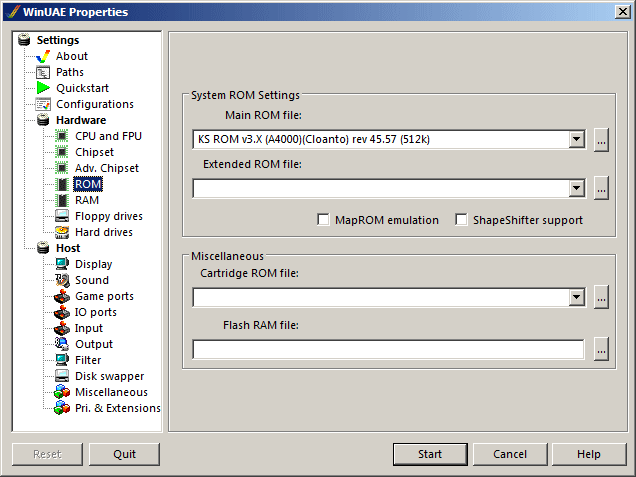 WinUAE Properties
Settings
About
Paths
Quickstart
Configurations
Hardware
CPU and FPU
Chipset
Adv. Chipset
ROM
RAM
Floppy drives
Hard drives
Host
Display
Sound
Game ports
IO ports
Input
Output
Filter
Disk swapper
Miscellaneous
Pri. & Extensions
System ROM Settings
Main ROM file:
KS ROM v3.X (A4000)(Cloanto) rev 45.57 (512k)
...
Extended ROM file:
...
MapROM emulation
ShapeShifter support
Miscellaneous
Cartridge ROM file:
...
Flash RAM file:
...
Reset
Quit
Start
Cancel
Help